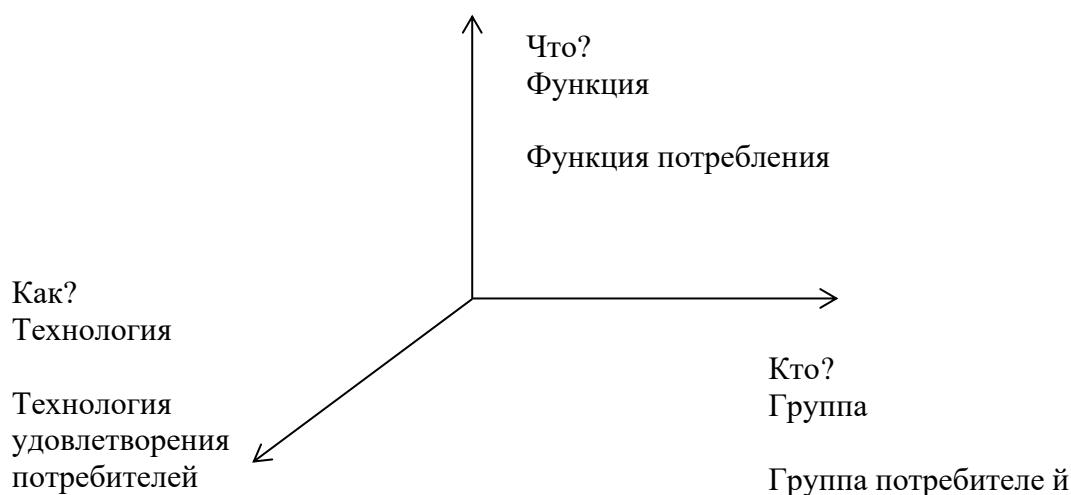 Что?
Функция
Функция потребления
Как?
Технология
Технология
удовлетворения
потребителей
Кто?
Группа
Группа потребителе й